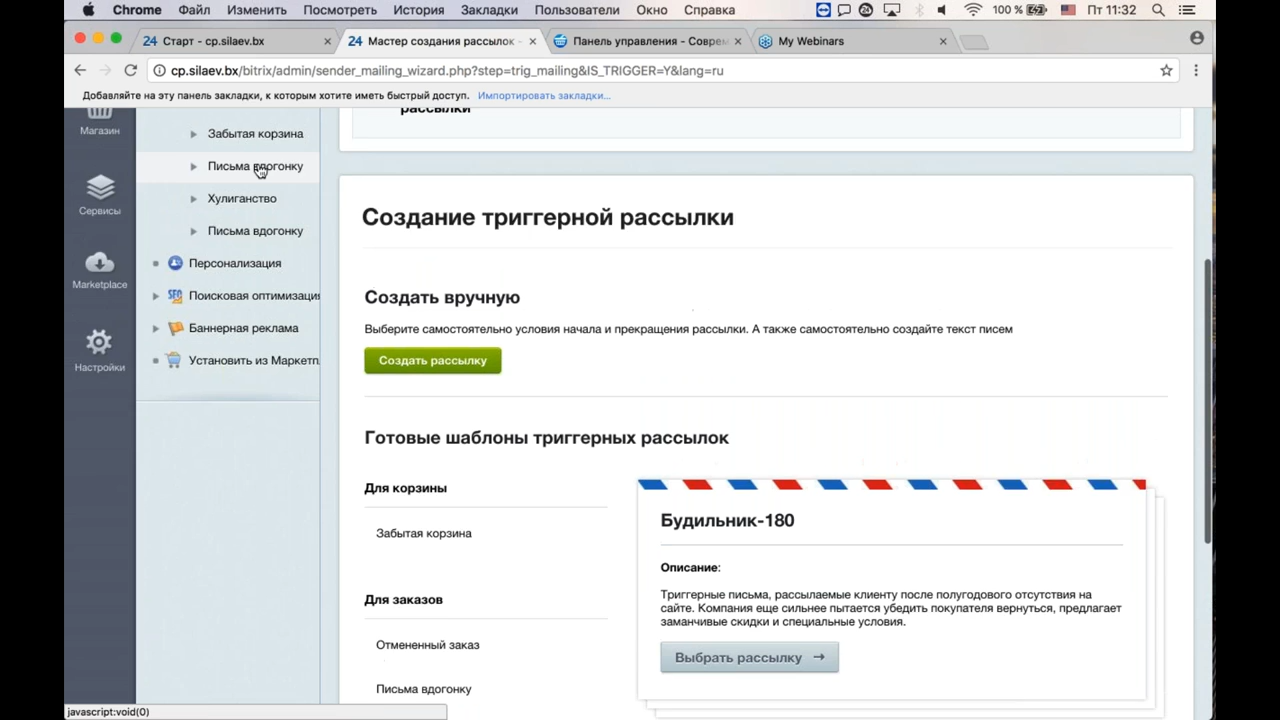 Chrome Файл Изменить Посмотреть История Закладки Пользователи Окно Справка 100 % Пт 11:32
24 Старт - cp.silaev.bx
24 Мастер создания рассылок -
Панель управления - Соврем
My Webinars
cp.silaev.bx/bitrix/admin/sender_mailing_wizard.php?step=trig_mailing&IS_TRIGGER=Y&lang=ru
Добавляйте на эту панель закладки, к которым хотите иметь быстрый доступ. Импортировать закладки...
Магазин
Сервисы
Marketplace
Настройки
Забытая корзина
Письма вдогонку
Хулиганство
Письма вдогонку
Персонализация
SEO Поисковая оптимизация
Баннерная реклама
Установить из Маркетпл
рассылки
Создание триггерной рассылки
Создать вручную
Выберите самостоятельно условия начала и прекращения рассылки. А также самостоятельно создайте текст писем
Создать рассылку
Готовые шаблоны триггерных рассылок
Для корзины
Забытая корзина
Для заказов
Отмененный заказ
Письма вдогонку
Будильник-180
Описание:
Триггерные письма, рассылаемые клиенту после полугодового отсутствия на
сайте. Компания еще сильнее пытается убедить покупателя вернуться, предлагает
заманчивые скидки и специальные условия.
Выбрать рассылку →
javascript:void(0)